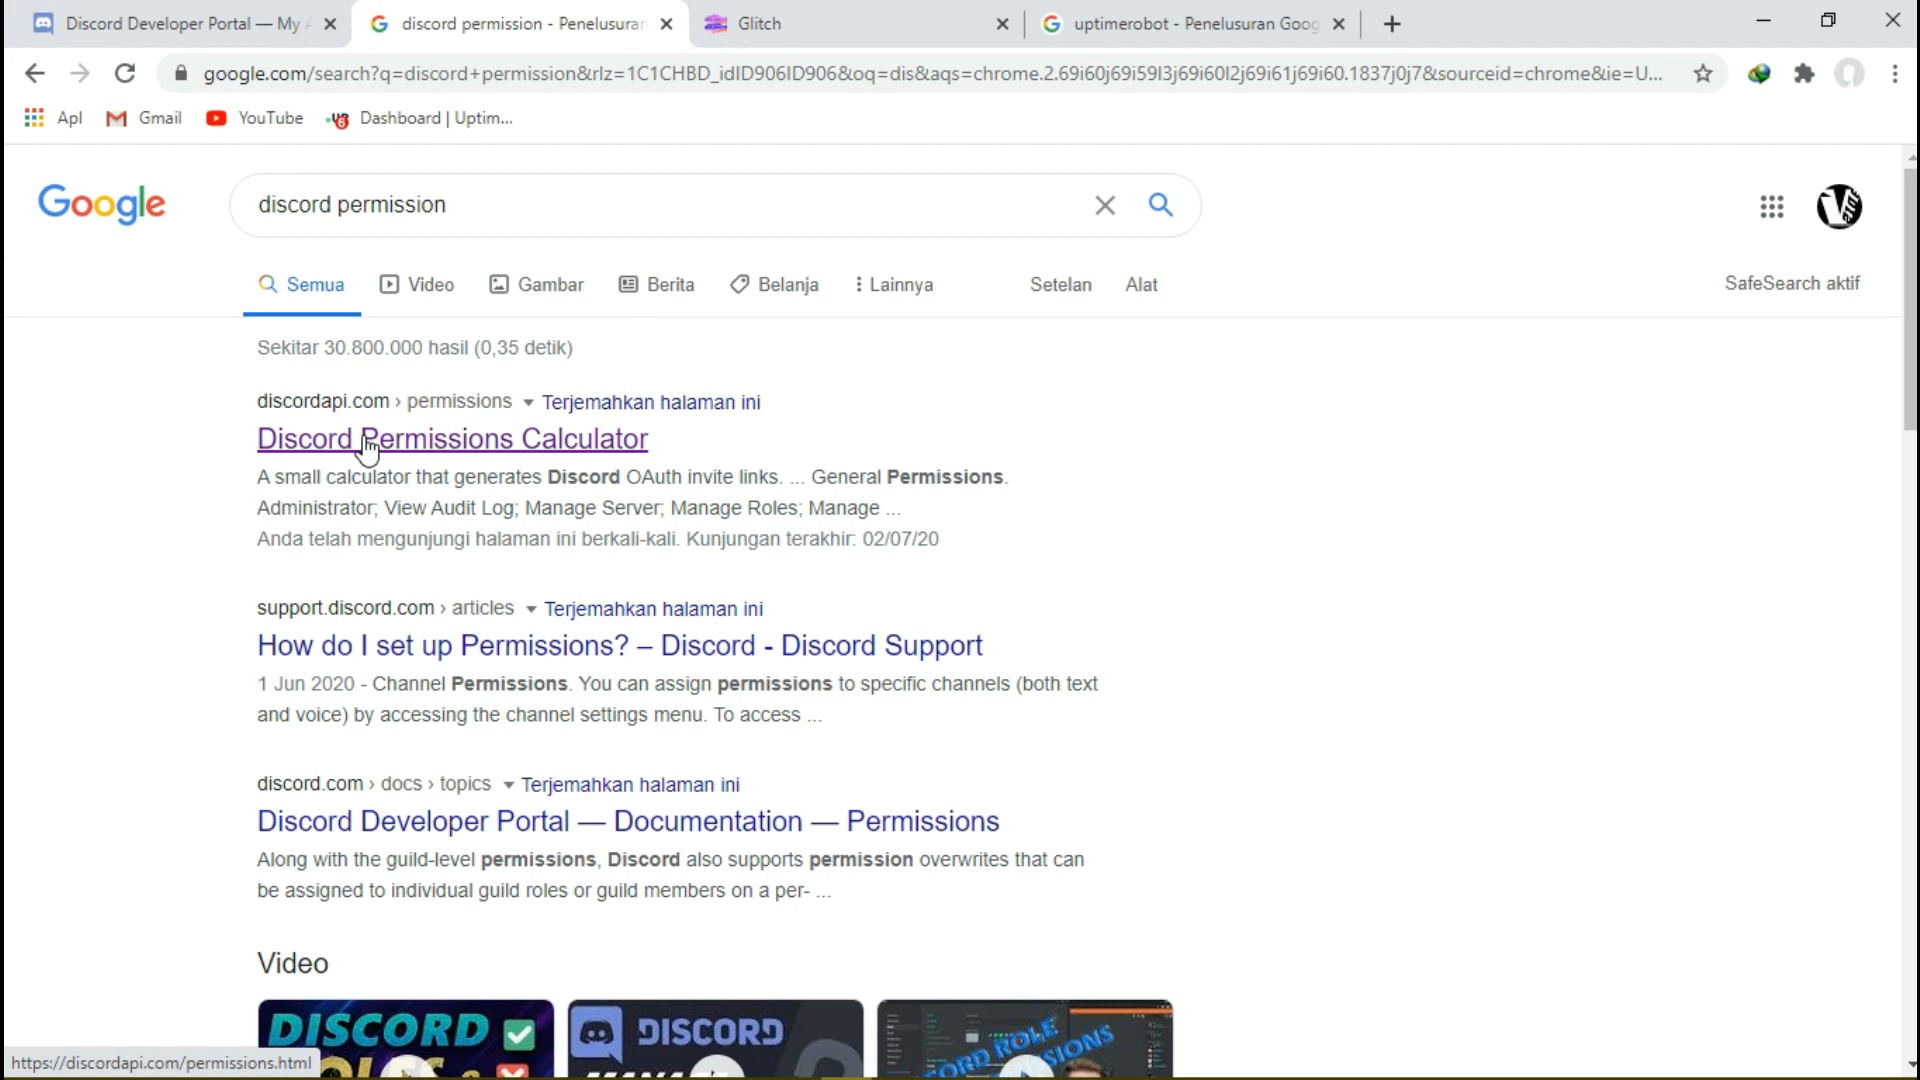 Discord Developer Portal — My A
discord permission - Penelusuran
Glitch
uptimerobot - Penelusuran Goog
google.com/search?q=discord+permission&rlz=1C1CHBD_idID906ID906&oq=dis&aqs=chrome.2.69i60j69i59l3j69i60l2j69i61j69i60.1837j0j7&sourceid=chrome&ie=U...
Apl
Gmail
YouTube
Dashboard | Uptim...
Google
discord permission
Semua
Video
Gambar
Berita
Belanja
Lainnya
Setelan
Alat
SafeSearch aktif
Sekitar 30.800.000 hasil (0,35 detik)
discordapi.com › permissions Terjemahkan halaman ini
Discord Permissions Calculator
A small calculator that generates Discord OAuth invite links. ... General Permissions.
Administrator; View Audit Log; Manage Server; Manage Roles; Manage ...
Anda telah mengunjungi halaman ini berkali-kali. Kunjungan terakhir: 02/07/20
support.discord.com › articles Terjemahkan halaman ini
How do I set up Permissions? – Discord - Discord Support
1 Jun 2020 - Channel Permissions. You can assign permissions to specific channels (both text
and voice) by accessing the channel settings menu. To access ...
discord.com › docs › topics Terjemahkan halaman ini
Discord Developer Portal — Documentation — Permissions
Along with the guild-level permissions, Discord also supports permission overwrites that can
be assigned to individual guild roles or guild members on a per- ...
Video
DISCORD
DISCORD
ROLE
https://discordapi.com/permissions.html